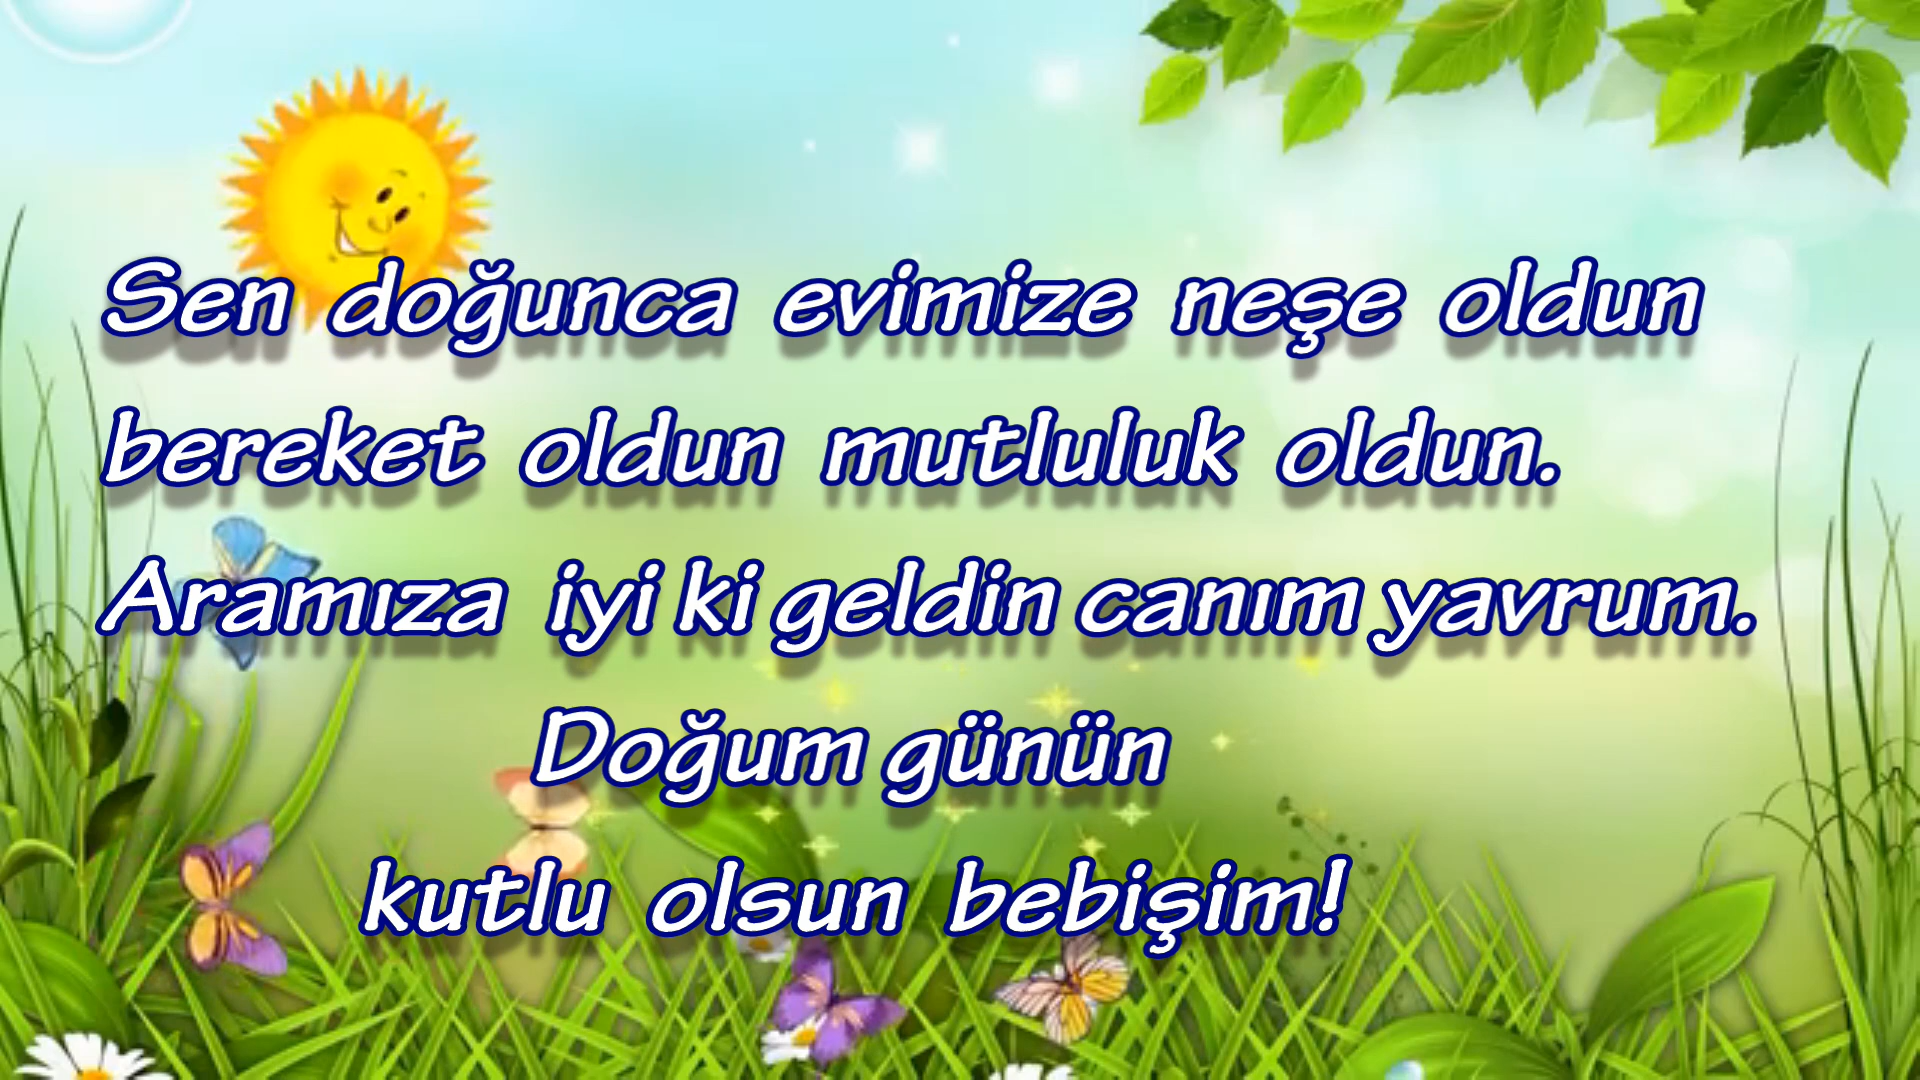 Sen doğunca evimize neşe oldun
bereket oldun mutluluk oldun.
Aramıza iyi ki geldin canım yavrum.
Doğum günün
kutlu olsun bebişim!